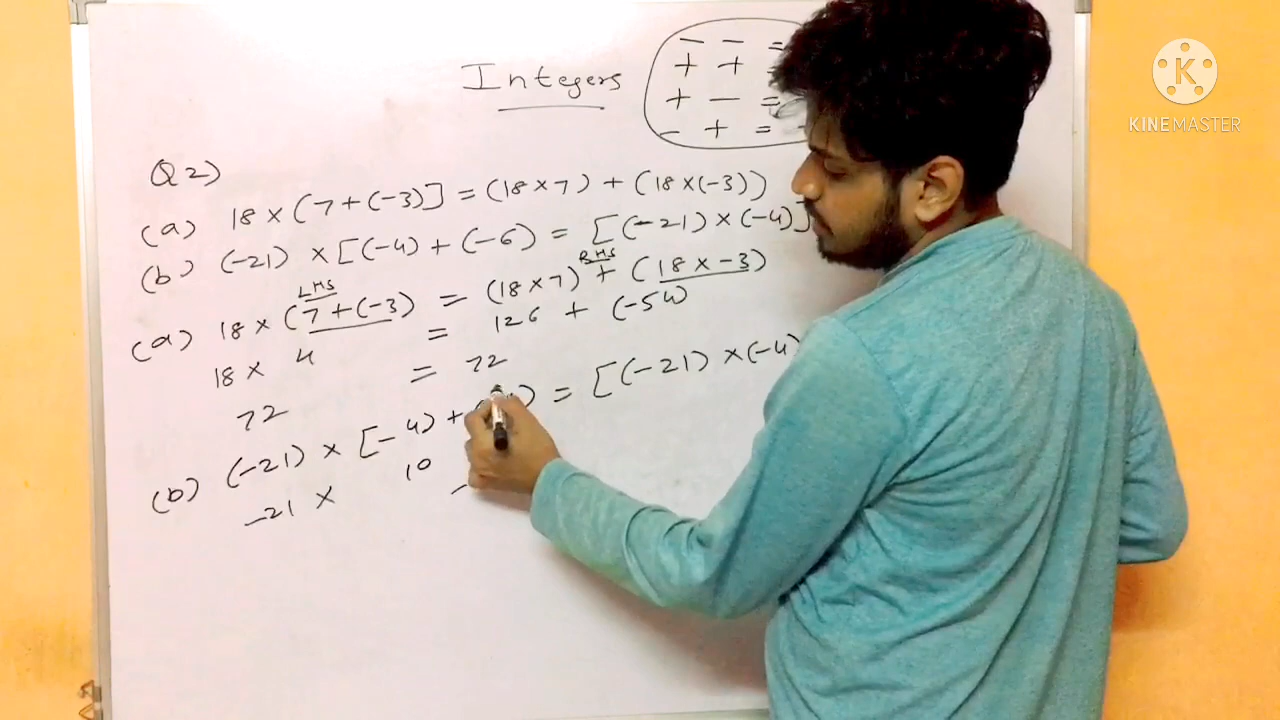 Integers
- - =
+ + =
+ - =
- + =
Q2)
(a) 18 × (7+(-3)] = (18×7) + (18×(-3))
(b) (-21) × [(-4) + (-6) = [(-21) × (-4)]
LHS RHS
(a) 18 × (7+(-3) = (18×7) + (18 × -3)
18 × 4 = 126 + (-54)
72 = 72
(b) (-21) × [-4) + ) = [(-21) × (-4)
-21 × 10
KINEMASTER